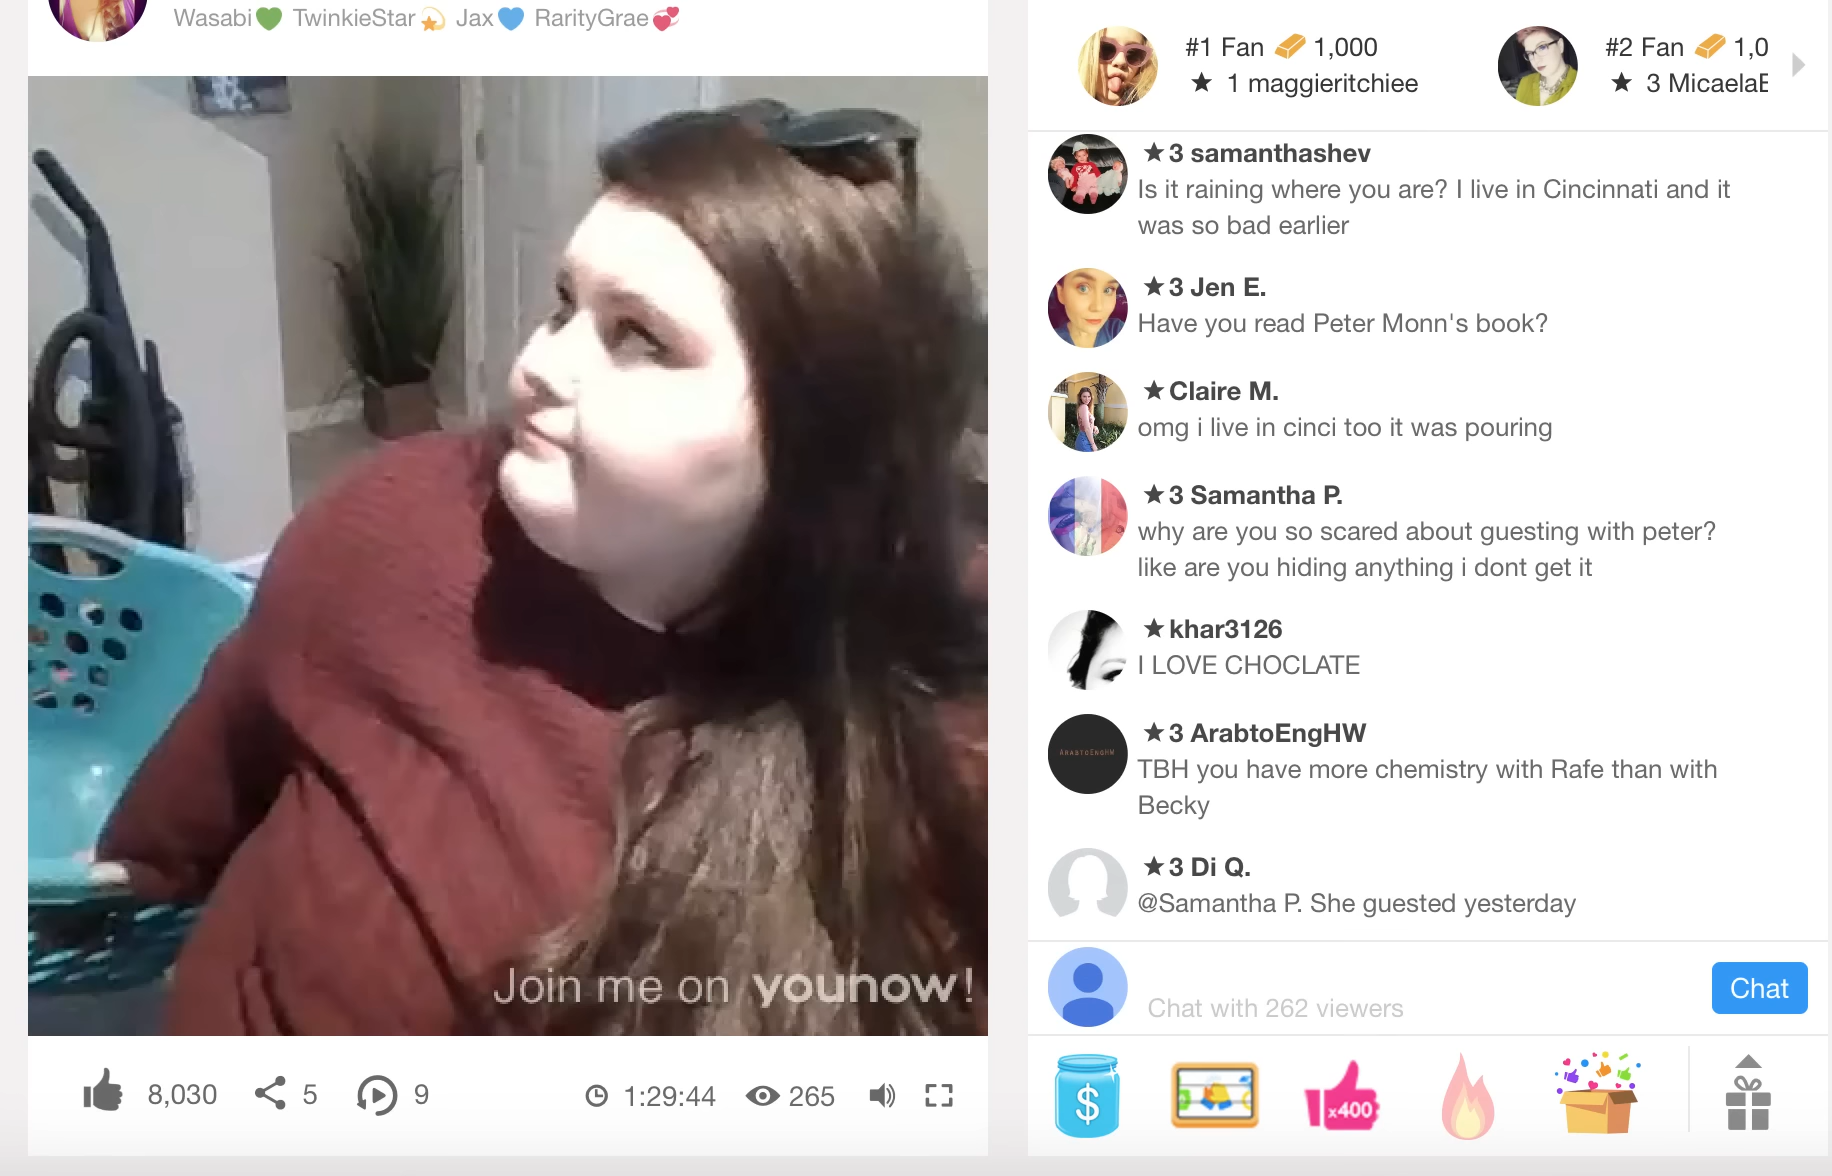 Wasabi💚 TwinkieStar💫 Jax💙 RarityGrae💞
Join me on younow!
8,030
5
9
1:29:44
265
#1 Fan 1,000
★ 1 maggieritchiee
#2 Fan 1,0
★ 3 MicaelaE
★3 samanthashev
Is it raining where you are? I live in Cincinnati and it
was so bad earlier
★3 Jen E.
Have you read Peter Monn's book?
★Claire M.
omg i live in cinci too it was pouring
★3 Samantha P.
why are you so scared about guesting with peter?
like are you hiding anything i dont get it
★khar3126
I LOVE CHOCLATE
ARABTOENGHW
★3 ArabtoEngHW
TBH you have more chemistry with Rafe than with
Becky
★3 Di Q.
@Samantha P. She guested yesterday
Chat with 262 viewers
Chat
$
x400